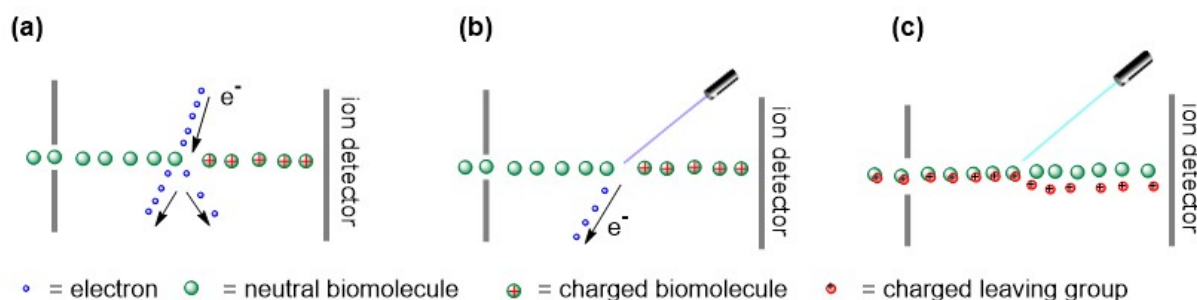 (a)
(b)
(c)
e-
e-
ion detector
ion detector
ion detector
= electron = neutral biomolecule = charged biomolecule = charged leaving group